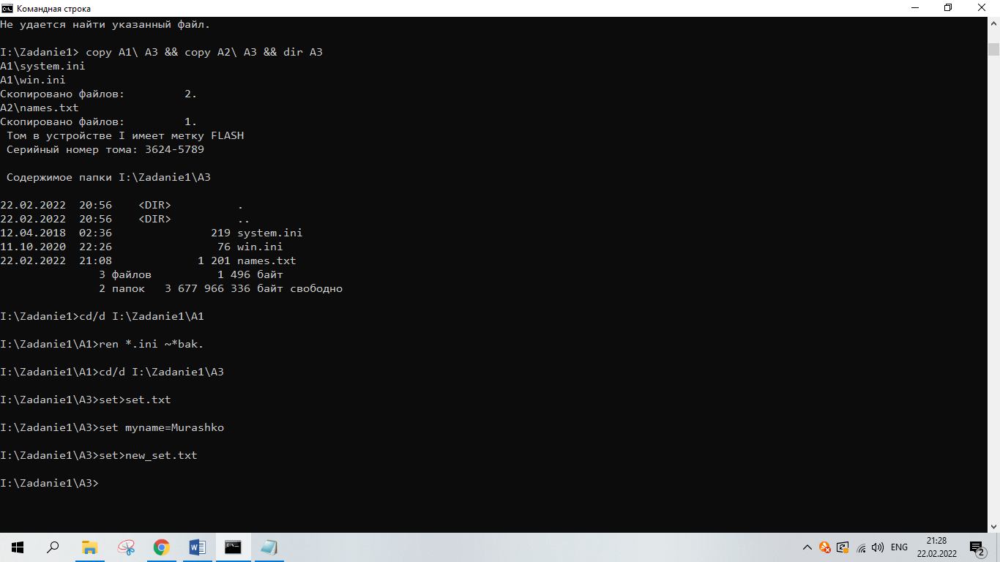 Командная строка
Не удается найти указанный файл.
I:\Zadanie1> copy A1\ A3 && copy A2\ A3 && dir A3
A1\system.ini
A1\win.ini
Скопировано файлов:         2.
A2\names.txt
Скопировано файлов:         1.
Том в устройстве I имеет метку FLASH
Серийный номер тома: 3624-5789
Содержимое папки I:\Zadanie1\A3
22.02.2022  20:56    <DIR>          .
22.02.2022  20:56    <DIR>          ..
12.04.2018  02:36               219 system.ini
11.10.2020  22:26                76 win.ini
22.02.2022  21:08             1 201 names.txt
3 файлов          1 496 байт
2 папок   3 677 966 336 байт свободно
I:\Zadanie1>cd/d I:\Zadanie1\A1
I:\Zadanie1\A1>ren *.ini ~*bak.
I:\Zadanie1\A1>cd/d I:\Zadanie1\A3
I:\Zadanie1\A3>set>set.txt
I:\Zadanie1\A3>set myname=Murashko
I:\Zadanie1\A3>set>new_set.txt
I:\Zadanie1\A3>
ENG
21:28
22.02.2022
2